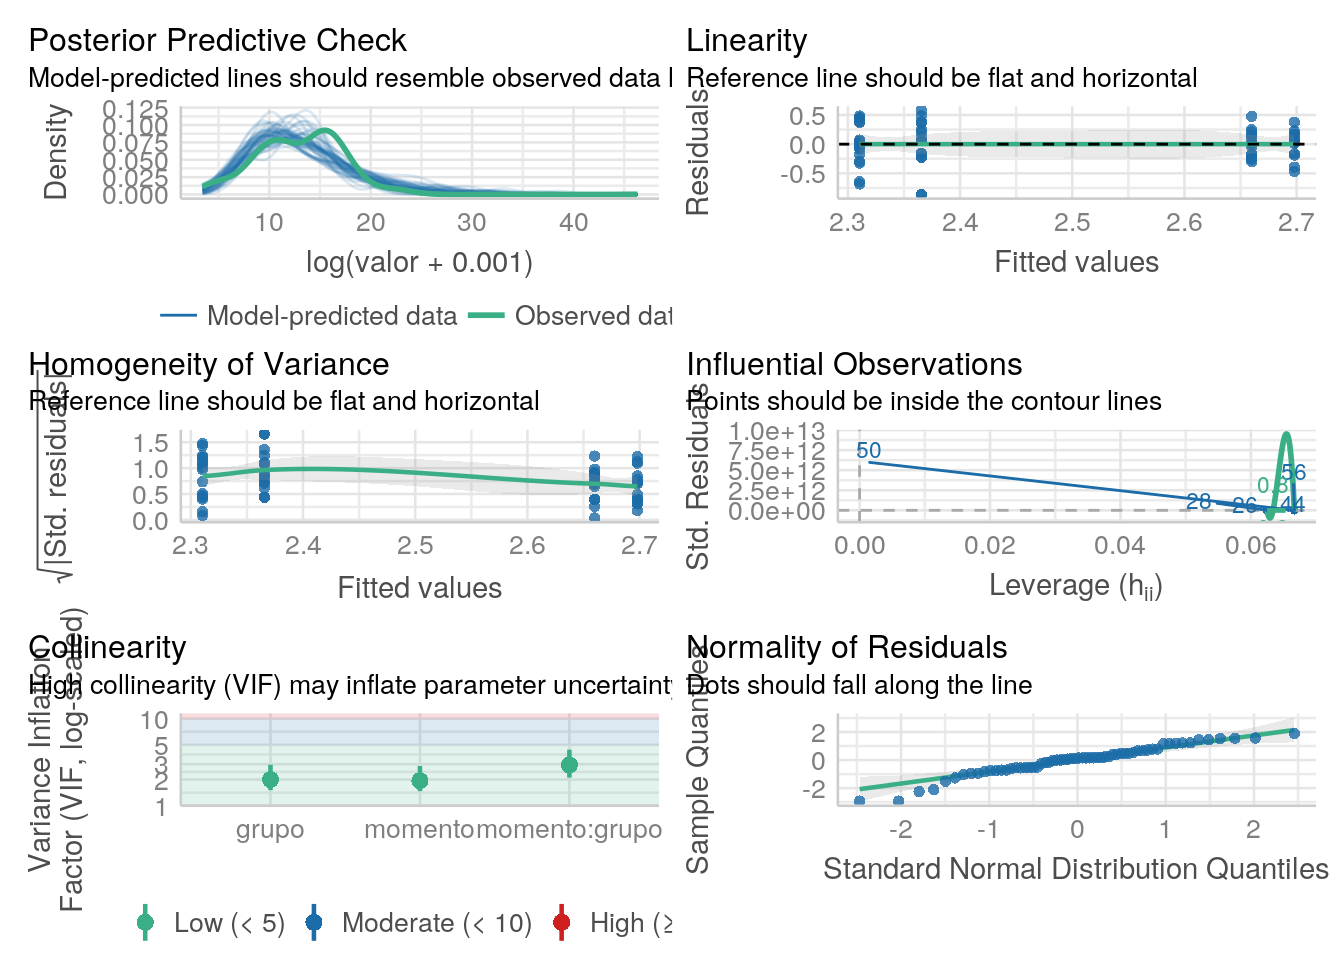 Posterior Predictive Check
Model-predicted lines should resemble observed data l
Density
0.125
0.100
0.075
0.050
0.025
0.000
10 20 30 40
log(valor + 0.001)
Model-predicted data Observed dat
Linearity
Reference line should be flat and horizontal
Residuals
0.5
0.0
-0.5
2.3 2.4 2.5 2.6 2.7
Fitted values
Homogeneity of Variance
Reference line should be flat and horizontal
√|Std. residuals|
1.5
1.0
0.5
0.0
2.3 2.4 2.5 2.6 2.7
Fitted values
Influential Observations
Points should be inside the contour lines
Std. Residuals
1.0e+13
7.5e+12
5.0e+12
2.5e+12
0.0e+00
50
56
0.8
28
26
44
0.00 0.02 0.04 0.06
Leverage (hii)
Collinearity
High collinearity (VIF) may inflate parameter uncertainty
Variance Inflation
Factor (VIF, log-scaled)
10
5
3
2
1
grupo momento momento:grupo
Low (< 5) Moderate (< 10) High (≥
Normality of Residuals
Dots should fall along the line
Sample Quantiles
2
0
-2
-2 -1 0 1 2
Standard Normal Distribution Quantiles